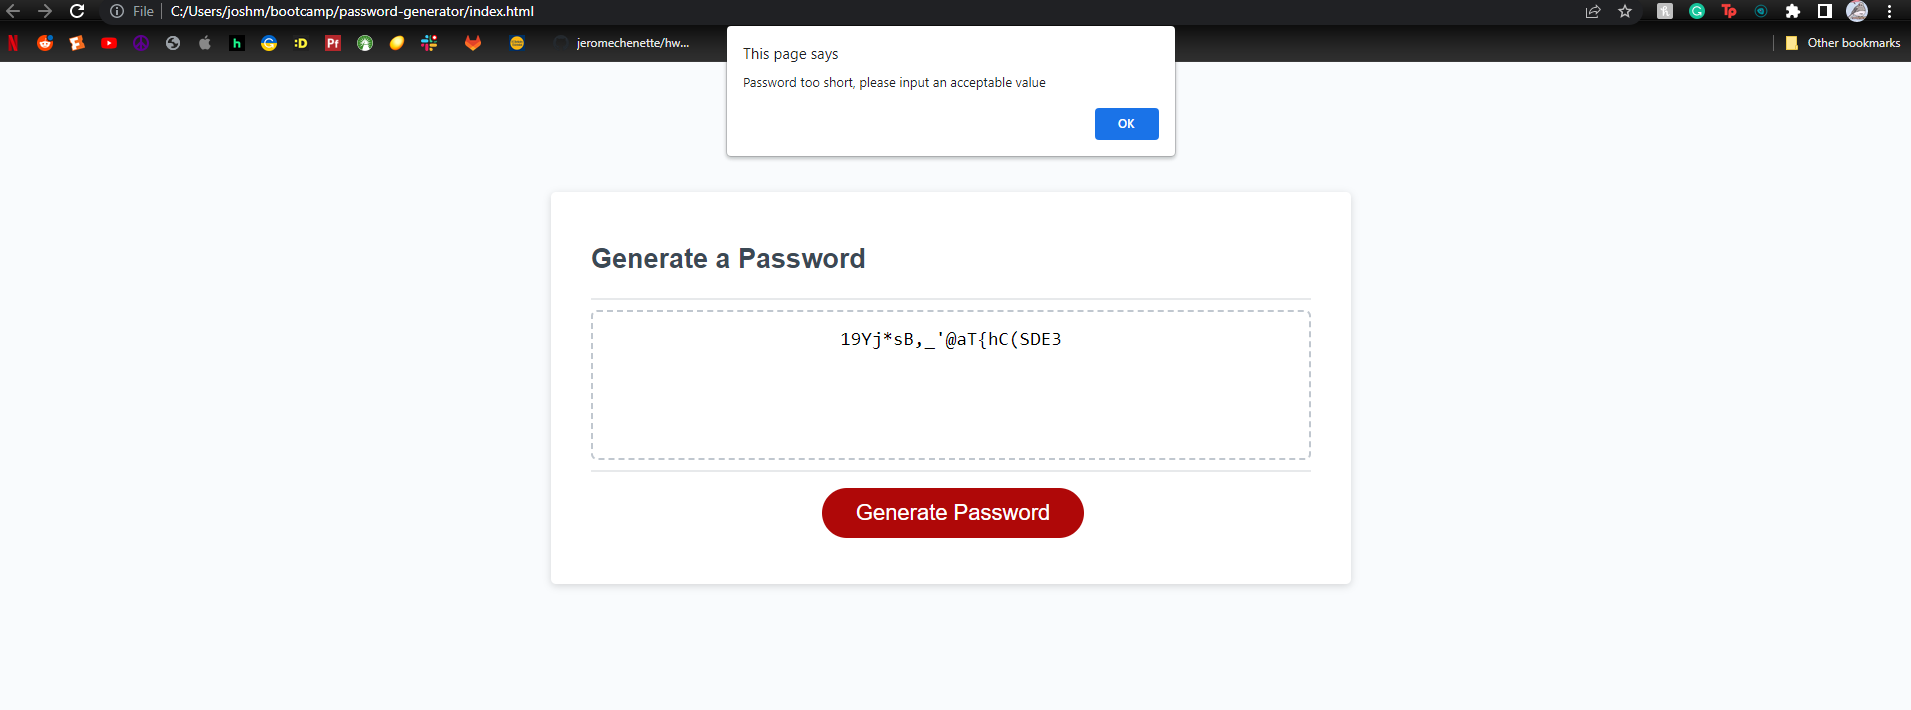 File | C:/Users/joshm/bootcamp/password-generator/index.html
N h :D Pf jeromechenette/hw... Other bookmarks
G Tp
This page says
Password too short, please input an acceptable value
OK
Generate a Password
19Yj*sB,_'@aT{hC(SDE3
Generate Password